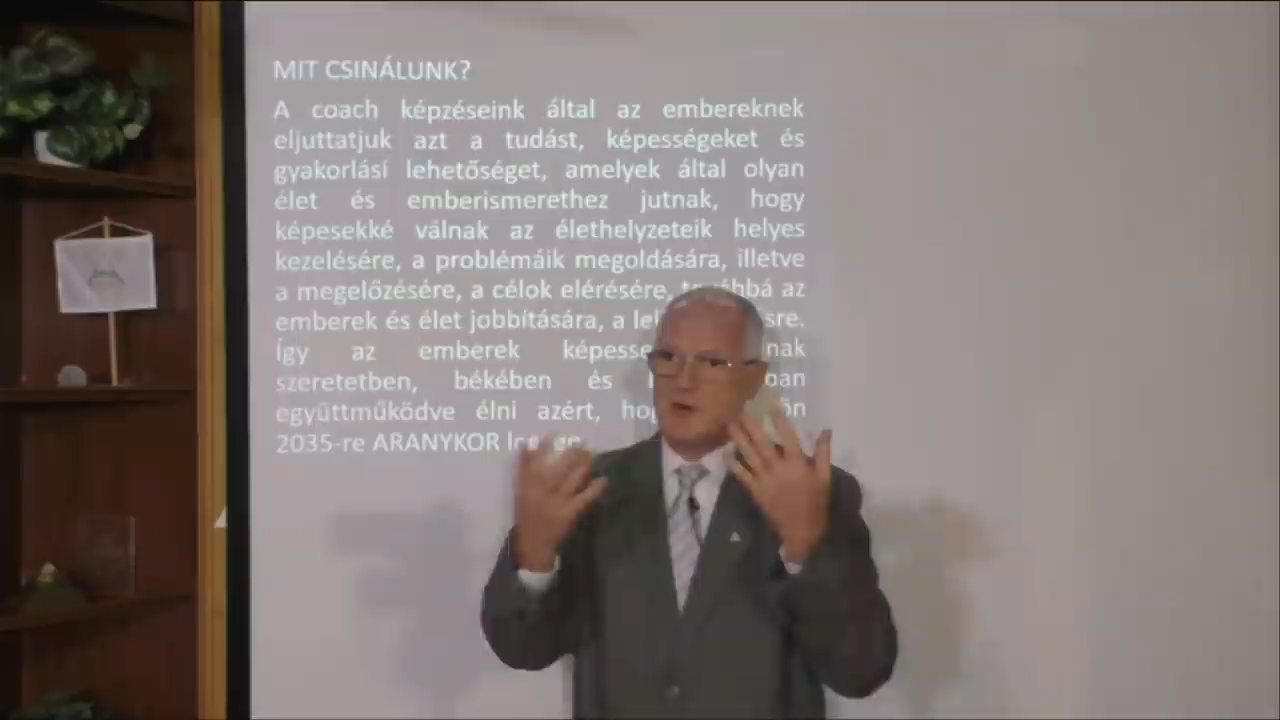 MIT CSINÁLUNK?
A coach képzéseink által az embereknek
eljuttatjuk azt a tudást, képességeket és
gyakorlási lehetőséget, amelyek által olyan
élet és emberismerethez jutnak, hogy
képesekké válnak az élethelyzeteik helyes
kezelésére, a problémáik megoldására, illetve
a megelőzésére, a célok elérésére, továbbá az
emberek és élet jobbítására, a
Így az emberek
szeretetben, békében és
együttműködve élni azért,
2035-re ARANYKOR